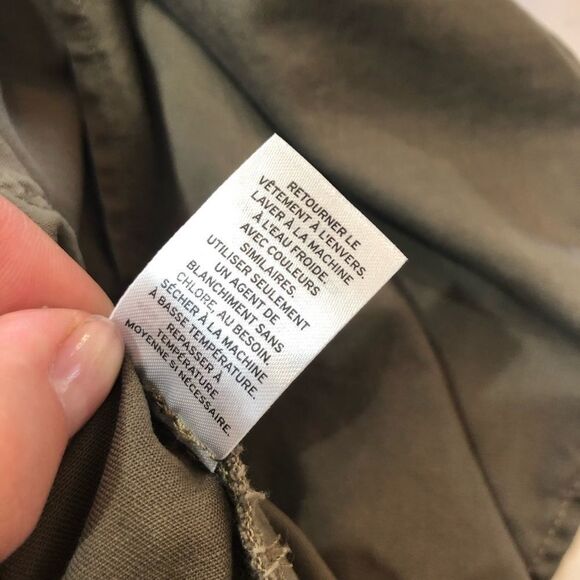 RETOURNER LE
VÊTEMENT À L'ENVERS.
LAVER À LA MACHINE
À L'EAU FROIDE.
AVEC COULEURS
SIMILAIRES.
UTILISER SEULEMENT
UN AGENT DE
BLANCHIMENT SANS
CHLORE AU BESOIN.
SÉCHER À LA MACHINE
À BASSE TEMPÉRATURE.
REPASSER À
TEMPÉRATURE
MOYENNE SI NÉCESSAIRE.